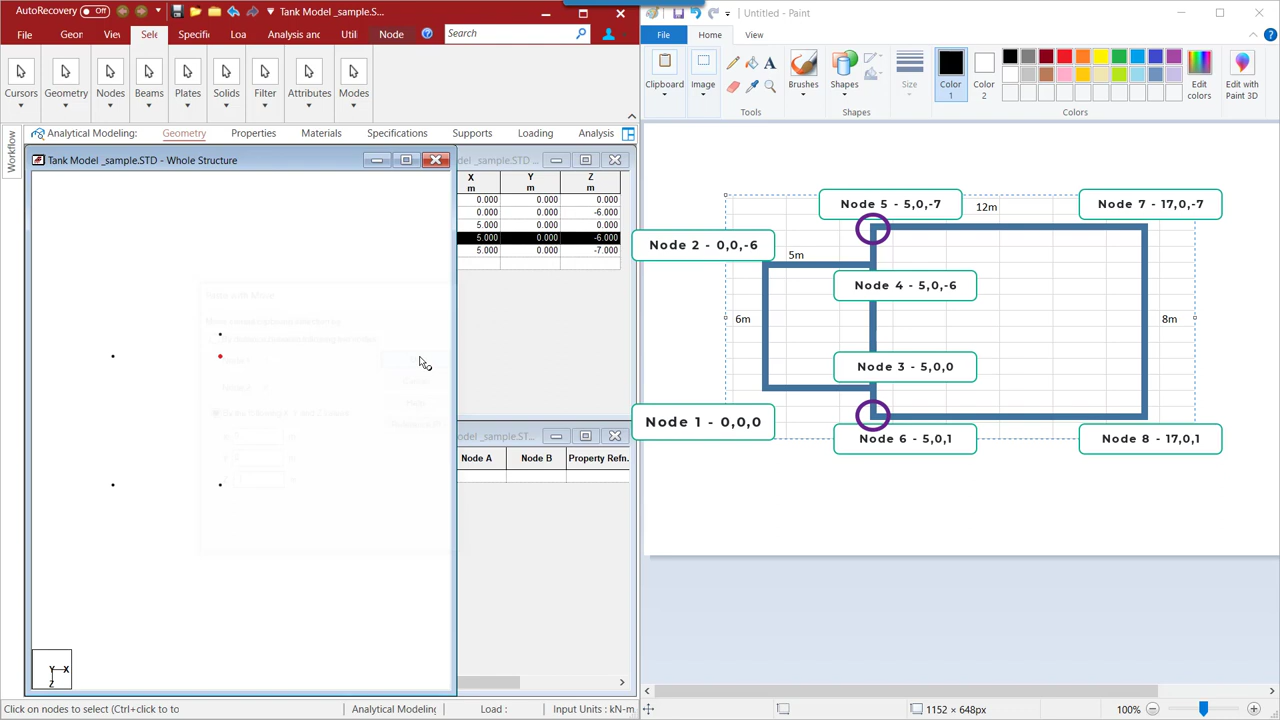 AutoRecovery Off
Tank Model_sample.S...
File Geor Viev Sele Specifi Loa Analysis and Util Node
Search
Cursors Geometry Nodes Beams Plates Solids Filter Attributes Modes
Workflow
Analytical Modeling: Geometry Properties Materials Specifications Supports Loading Analysis
Tank Model _sample.STD - Whole Structure
_sample.STD ...
X Y Z
m m m
0.000 0.000 0.000
0.000 0.000 -6.000
5.000 0.000 0.000
5.000 0.000 -6.000
5.000 0.000 -7.000
_sample.ST...
Node A Node B Property Refn.
Y X
Z
Click on nodes to select (Ctrl+click to to
Analytical Modeling
Load :
Input Units : kN-m
Untitled - Paint
File Home View
Clipboard Image
Tools
Brushes
Shapes
Shapes
Size
Color 1
Color 2
Colors
Edit colors
Edit with Paint 3D
Node 5 - 5,0,-7
12m
Node 7 - 17,0,-7
Node 2 - 0,0,-6
5m
Node 4 - 5,0,-6
6m
8m
Node 3 - 5,0,0
Node 1 - 0,0,0
Node 6 - 5,0,1
Node 8 - 17,0,1
1152 × 648px
100%